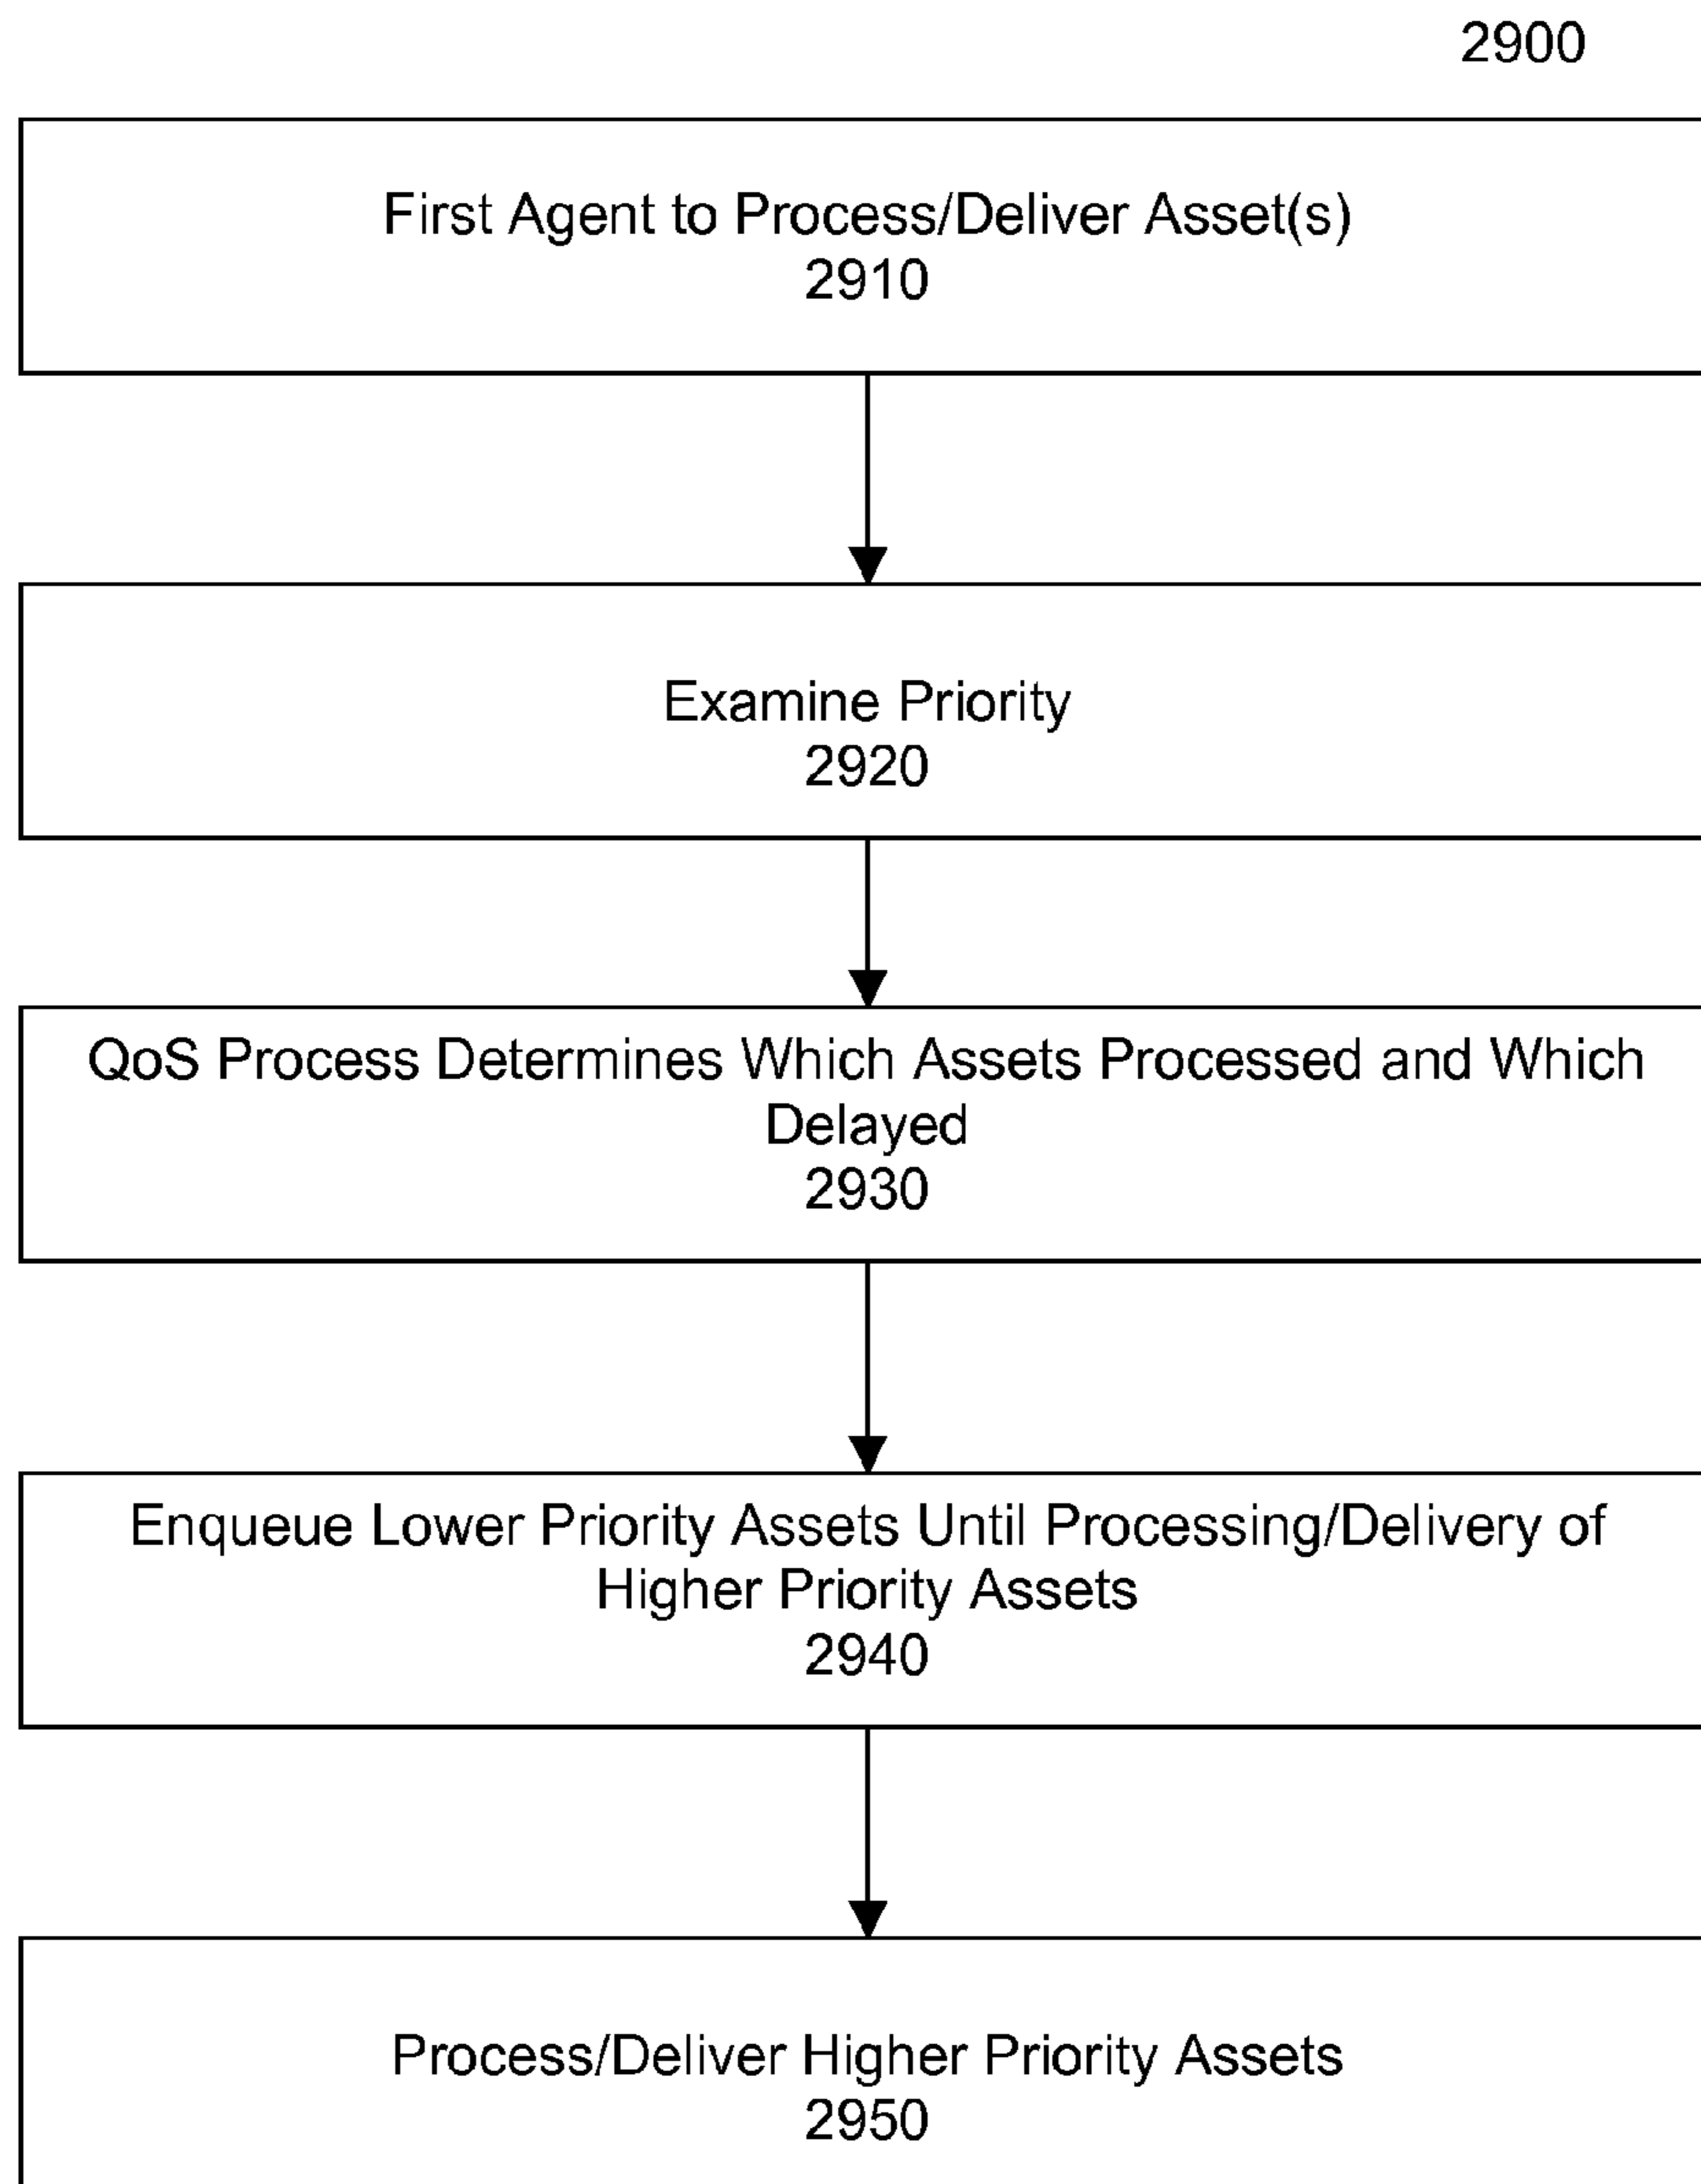 2900
First Agent to Process/Deliver Asset(s)
2910
Examine Priority
2920
QoS Process Determines Which Assets Processed and Which
Delayed
2930
Enqueue Lower Priority Assets Until Processing/Delivery of
Higher Priority Assets
2940
Process/Deliver Higher Priority Assets
2950